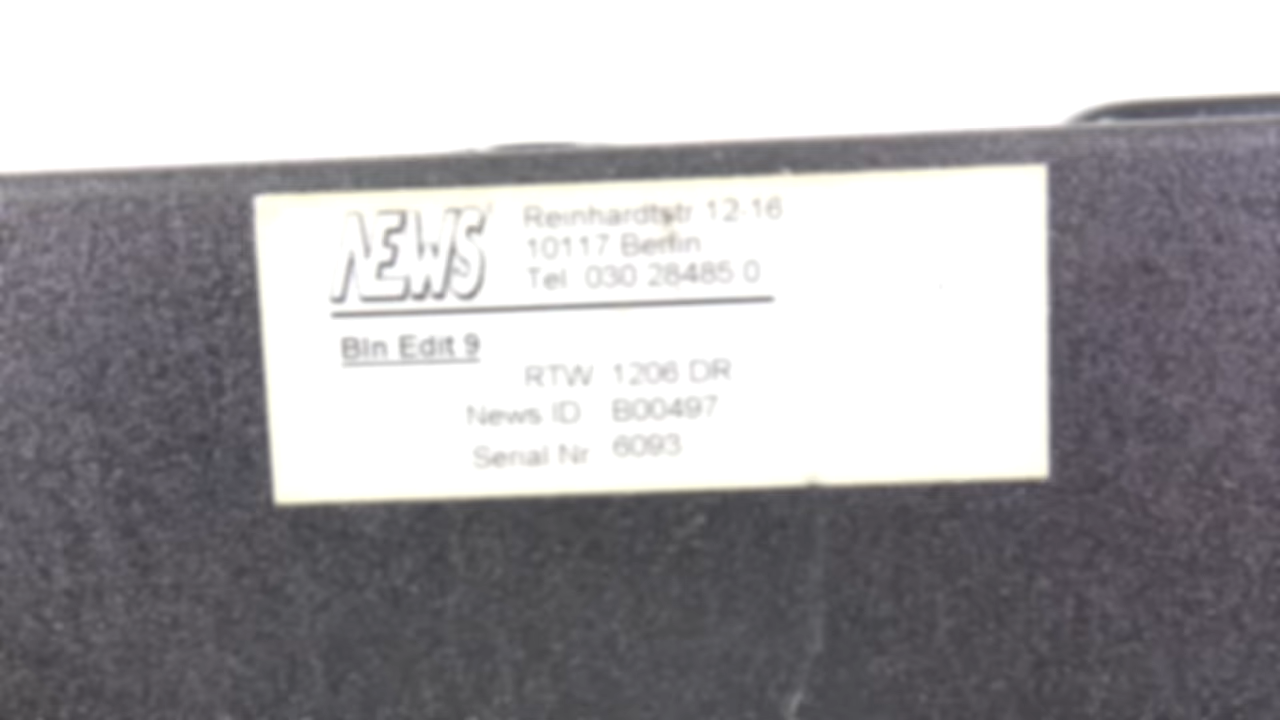 NEWS
Reinhardtstr 12-16
10117 Berlin
Tel 030 28485 0
Bln Edit 9
RTW 1206 DR
News ID B00497
Serial Nr 6093